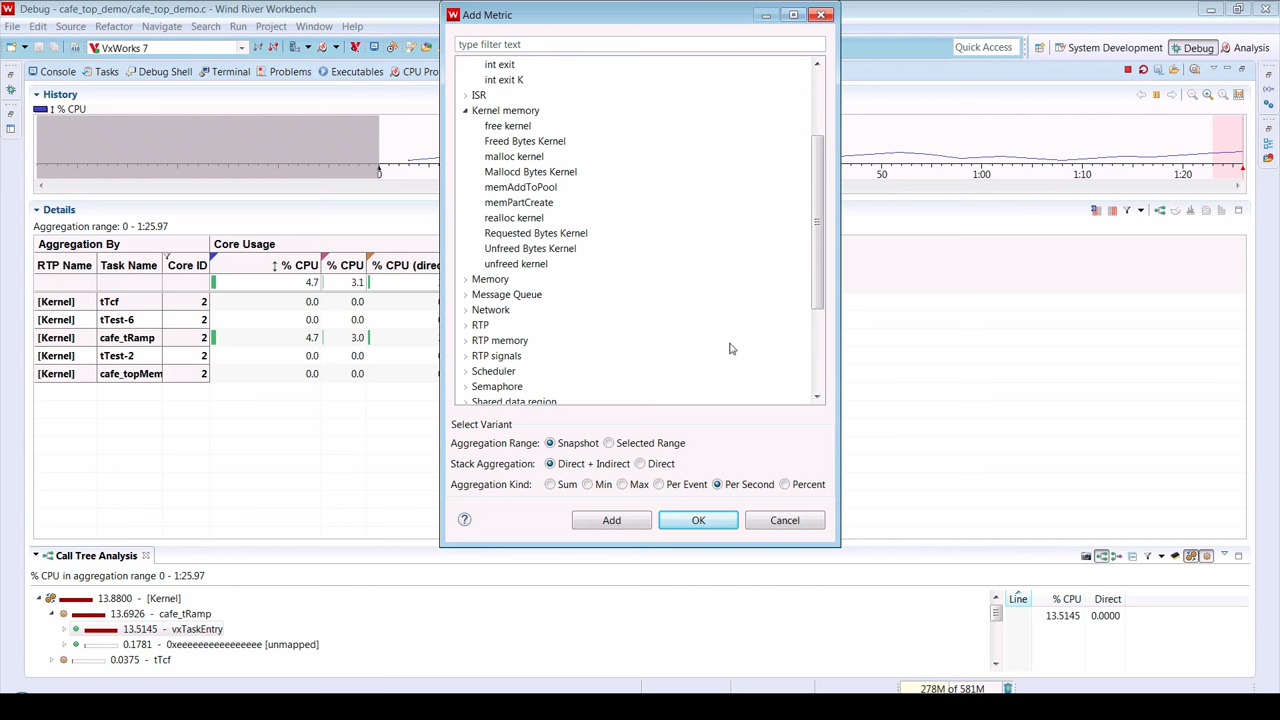 Debug - cafe_top_demo/cafe_top_demo.c - Wind River Workbench
File Edit Source Refactor Navigate Search Run Project Window Help
VxWorks 7
Quick Access
System Development
Debug
Analysis
Console
Tasks
Debug Shell
Terminal
Problems
Executables
CPU Pro
History
% CPU
50
1:00
1:10
1:20
Details
Aggregation range: 0 - 1:25.97
Aggregation By
Core Usage
RTP Name Task Name Core ID % CPU % CPU % CPU (direc
4.7 3.1
[Kernel] tTcf 2 0.0 0.0
[Kernel] tTest-6 2 0.0 0.0
[Kernel] cafe_tRamp 2 4.7 3.0
[Kernel] tTest-2 2 0.0 0.0
[Kernel] cafe_topMem 2 0.0 0.0
Add Metric
type filter text
int exit
int exit K
ISR
Kernel memory
free kernel
Freed Bytes Kernel
malloc kernel
Mallocd Bytes Kernel
memAddToPool
memPartCreate
realloc kernel
Requested Bytes Kernel
Unfreed Bytes Kernel
unfreed kernel
Memory
Message Queue
Network
RTP
RTP memory
RTP signals
Scheduler
Semaphore
Shared data region
Select Variant
Aggregation Range: Snapshot Selected Range
Stack Aggregation: Direct + Indirect Direct
Aggregation Kind: Sum Min Max Per Event Per Second Percent
Add
OK
Cancel
Call Tree Analysis
% CPU in aggregation range 0 - 1:25.97
13.8800 - [Kernel]
13.6926 - cafe_tRamp
13.5145 - vxTaskEntry
0.1781 - 0xeeeeeeeeeeeeeeee [unmapped]
0.0375 - tTcf
Line % CPU Direct
13.5145 0.0000
278M of 581M